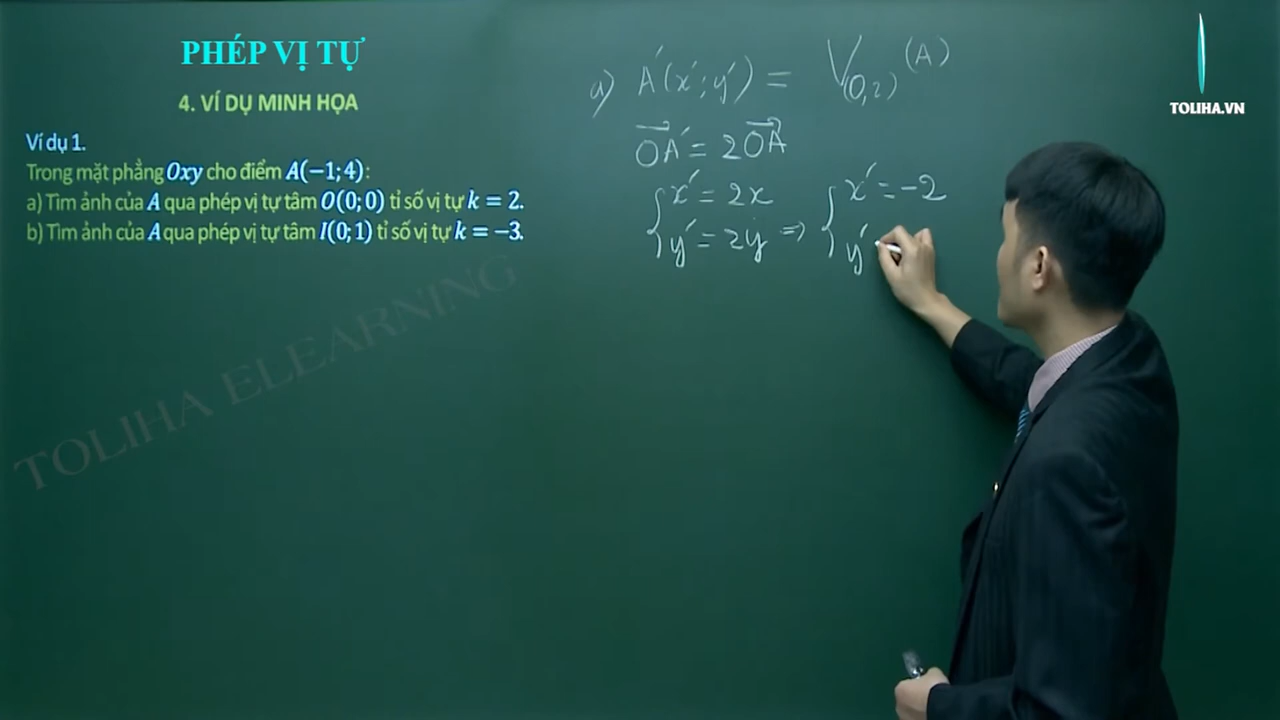 PHÉP VỊ TỰ
4. VÍ DỤ MINH HỌA
Ví dụ 1.
Trong mặt phẳng Oxy cho điểm A(−1; 4):
a) Tìm ảnh của A qua phép vị tự tâm O(0; 0) tỉ số vị tự k = 2.
b) Tìm ảnh của A qua phép vị tự tâm I(0; 1) tỉ số vị tự k = −3.
TOLIHA ELEARNING
a) A′(x′; y′) = V(O,2) (A)
OA′ = 2OA
x′ = 2x
y′ = 2y ⇒
x′ = −2
y′
TOLIHA.VN